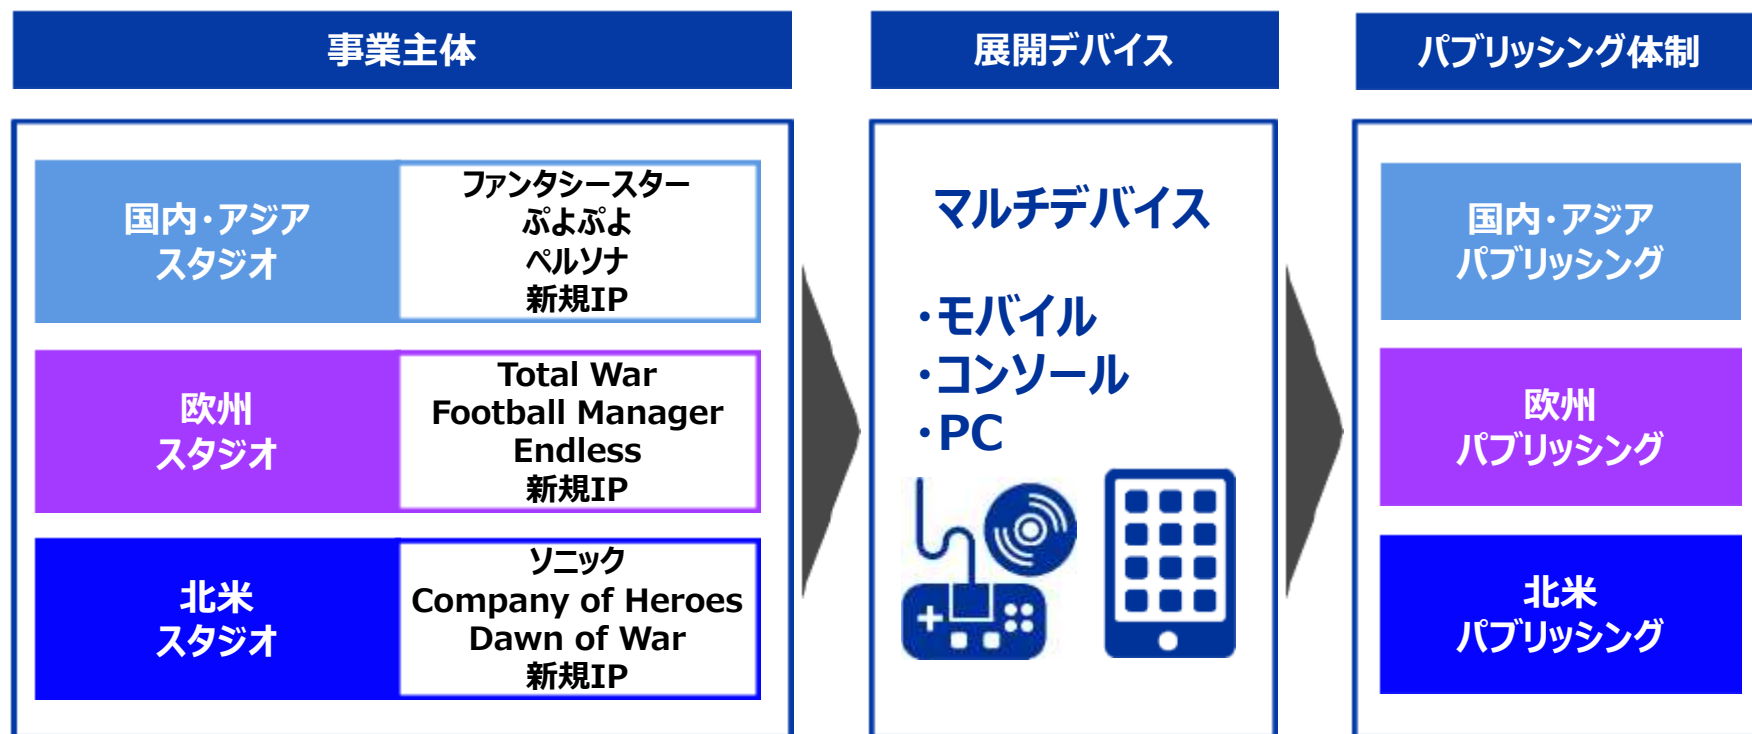 事業主体
国内・アジア
スタジオ
ファンタシースター
ぷよぷよ
ペルソナ
新規IP
欧州
スタジオ
Total War
Football Manager
Endless
新規IP
北米
スタジオ
ソニック
Company of Heroes
Dawn of War
新規IP
展開デバイス
マルチデバイス
・モバイル
・コンソール
・PC
パブリッシング体制
国内・アジア
パブリッシング
欧州
パブリッシング
北米
パブリッシング